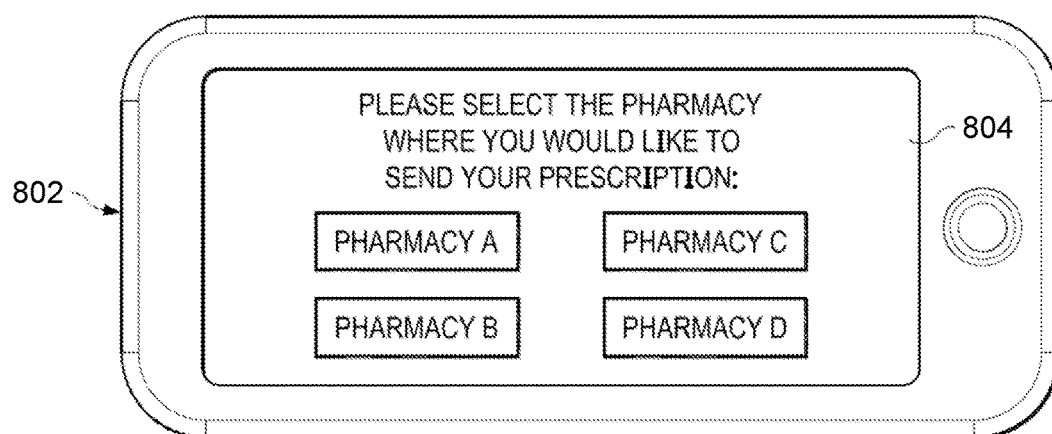 PLEASE SELECT THE PHARMACY
WHERE YOU WOULD LIKE TO
SEND YOUR PRESCRIPTION:
804
802
PHARMACY A
PHARMACY C
PHARMACY B
PHARMACY D